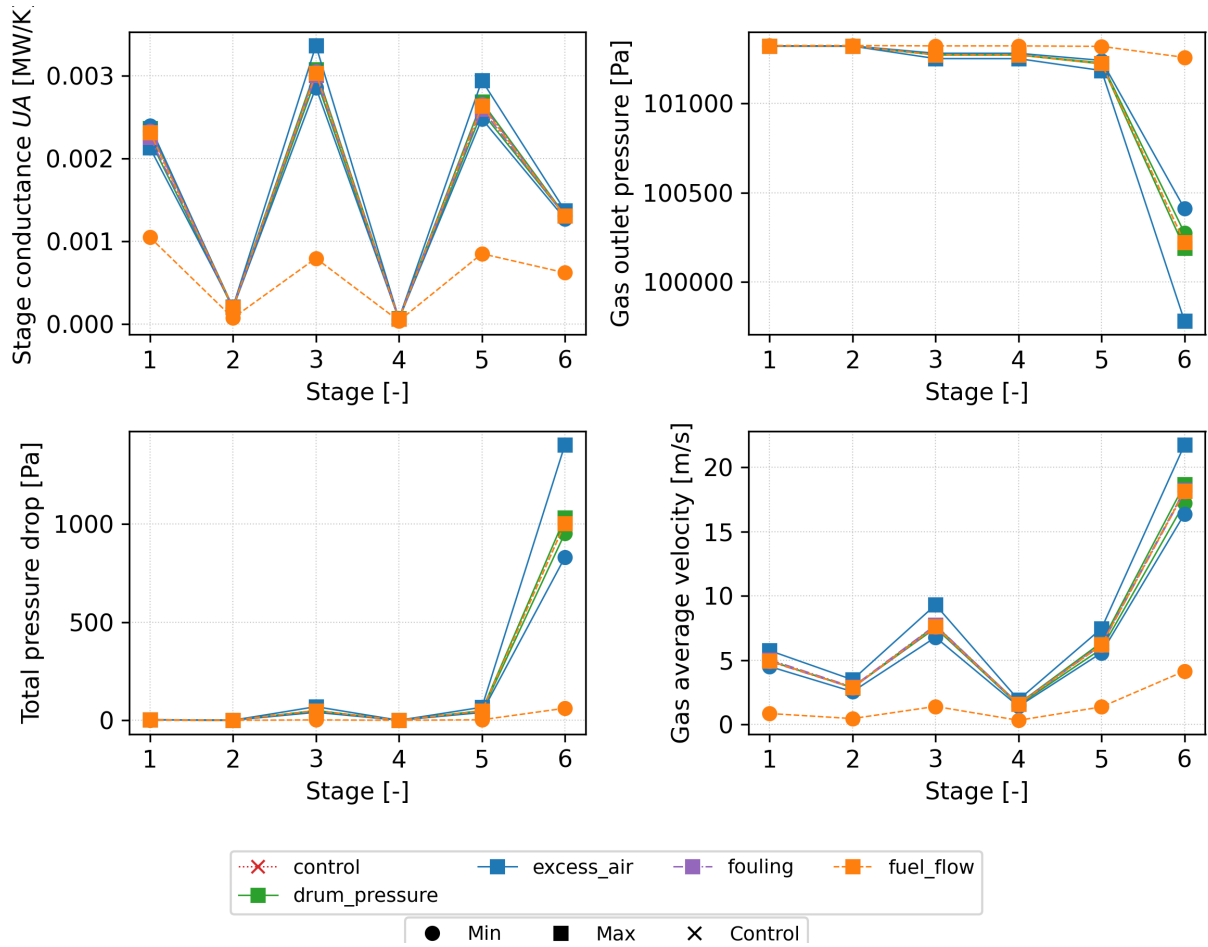 Stage conductance UA [MW/K]
0.003
0.002
0.001
0.000
1 2 3 4 5 6
Stage [-]
Gas outlet pressure [Pa]
101000
100500
100000
1 2 3 4 5 6
Stage [-]
Total pressure drop [Pa]
1000
500
0
1 2 3 4 5 6
Stage [-]
Gas average velocity [m/s]
20
15
10
5
0
1 2 3 4 5 6
Stage [-]
control excess_air fouling fuel_flow
drum_pressure
Min Max Control